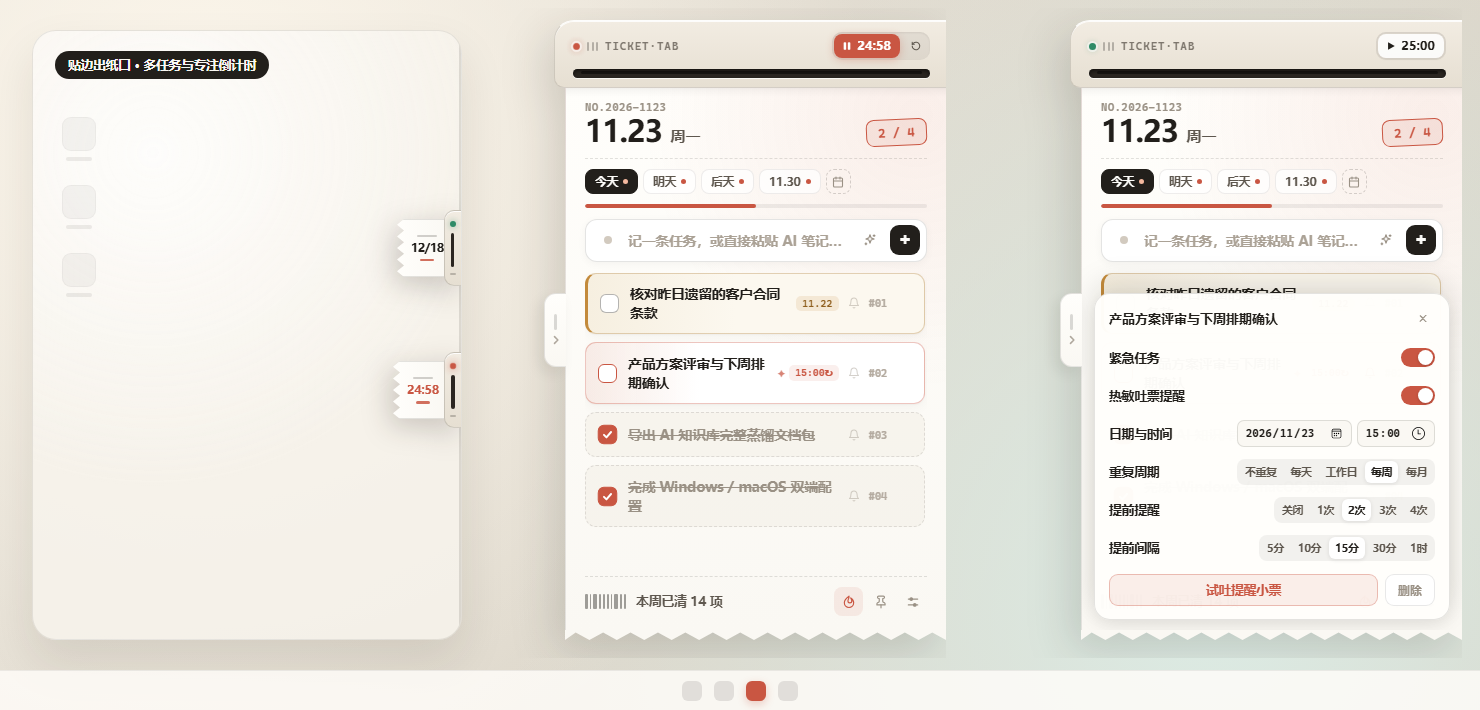 贴边出纸口 • 多任务与专注倒计时
12/18
24:58
TICKET·TAB
24:58
NO.2026-1123
11.23 周一
2 / 4
今天
明天
后天
11.30
记一条任务，或直接粘贴 AI 笔记...
核对昨日遗留的客户合同
条款
11.22
#01
产品方案评审与下周排
期确认
15:00↻
#02
导出 AI 知识库完整蒸馏文档包
#03
完成 Windows / macOS 双端配
置
#04
本周已清 14 项
TICKET·TAB
25:00
NO.2026-1123
11.23 周一
2 / 4
今天
明天
后天
11.30
记一条任务，或直接粘贴 AI 笔记...
核对昨日遗留的客户合同
产品方案评审与下周排期确认
紧急任务
热敏吐票提醒
日期与时间
2026/11/23
15:00
重复周期
不重复 每天 工作日 每周 每月
提前提醒
关闭 1次 2次 3次 4次
提前间隔
5分 10分 15分 30分 1时
试吐提醒小票
删除